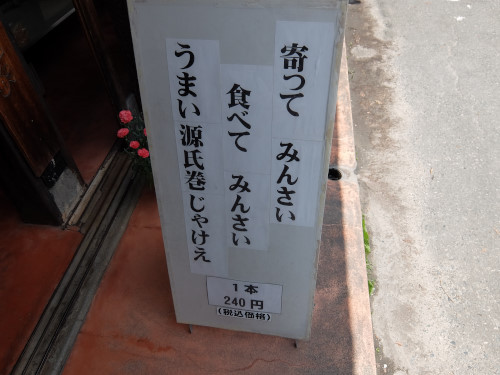 寄って みんさい
食べて みんさい
うまい源氏巻じゃけえ
1本
240円
(税込価格)